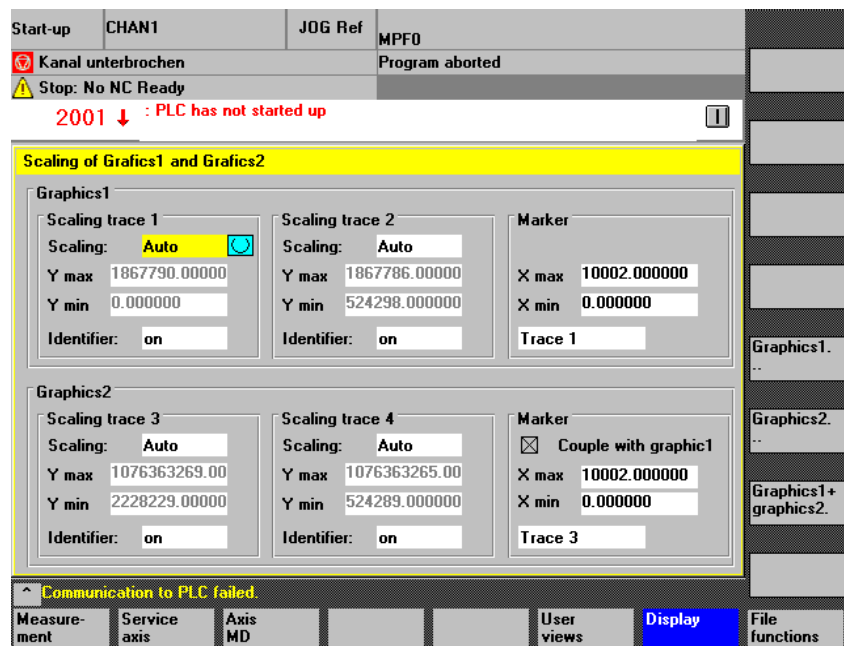 Start-up CHAN1 JOG Ref MPF0
Kanal unterbrochen Program aborted
Stop: No NC Ready
2001 : PLC has not started up
Scaling of Grafics1 and Grafics2
Graphics1
Scaling trace 1 Scaling trace 2 Marker
Scaling: Auto Scaling: Auto
Y max 1867790.00000 Y max 1867786.00000 X max 10002.000000
Y min 0.000000 Y min 524298.000000 X min 0.000000
Identifier: on Identifier: on Trace 1
Graphics1.
..
Graphics2
Scaling trace 3 Scaling trace 4 Marker
Graphics2.
..
Scaling: Auto Scaling: Auto Couple with graphic1
Y max 1076363269.00 Y max 1076363265.00 X max 10002.000000
Y min 2228229.00000 Y min 524289.000000 X min 0.000000
Graphics1+
graphics2.
Identifier: on Identifier: on Trace 3
^ Communication to PLC failed.
Measure- Service Axis User Display File
ment axis MD views functions